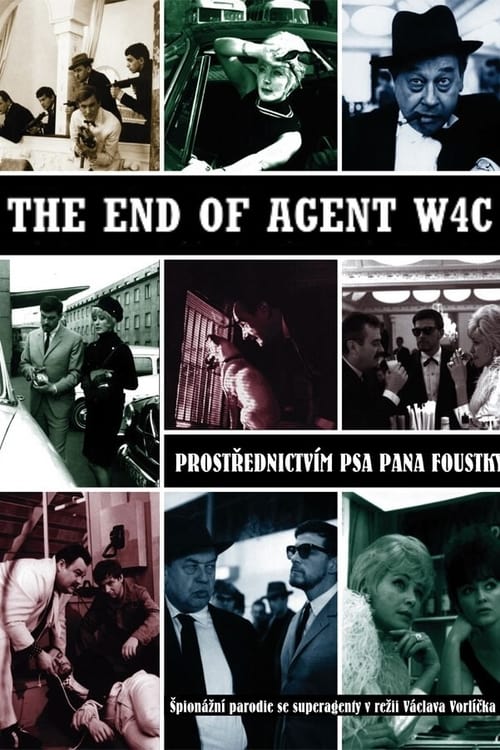 THE END OF AGENT W4C
PROSTŘEDNICTVÍM PSA PANA FOUSTKY
Špionážní parodie se superagenty v režii Václava Vorlíčka